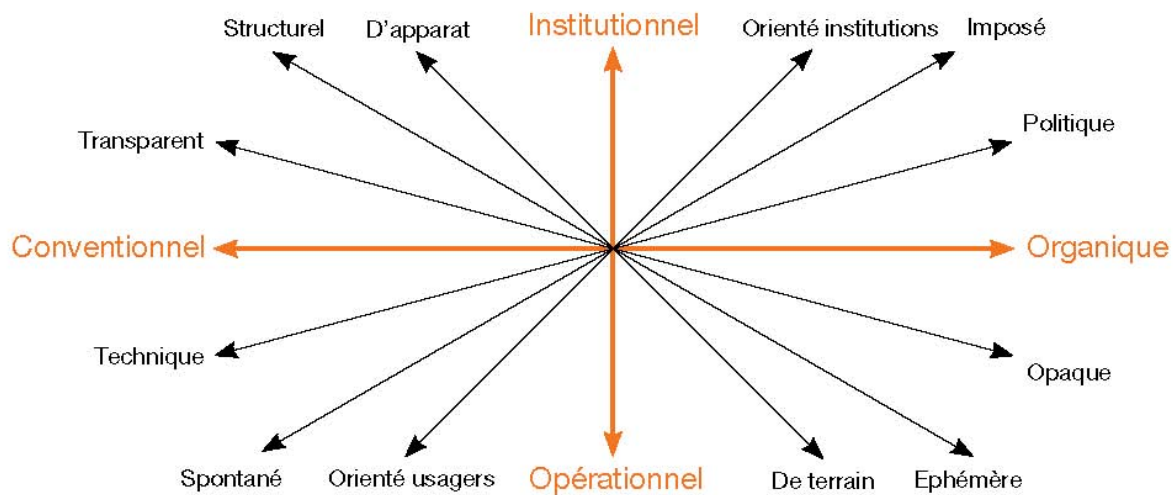 Structurel
D'apparat
Institutionnel
Orienté institutions
Imposé
Transparent
Politique
Conventionnel
Organique
Technique
Opaque
Spontané
Orienté usagers
Opérationnel
De terrain
Ephémère